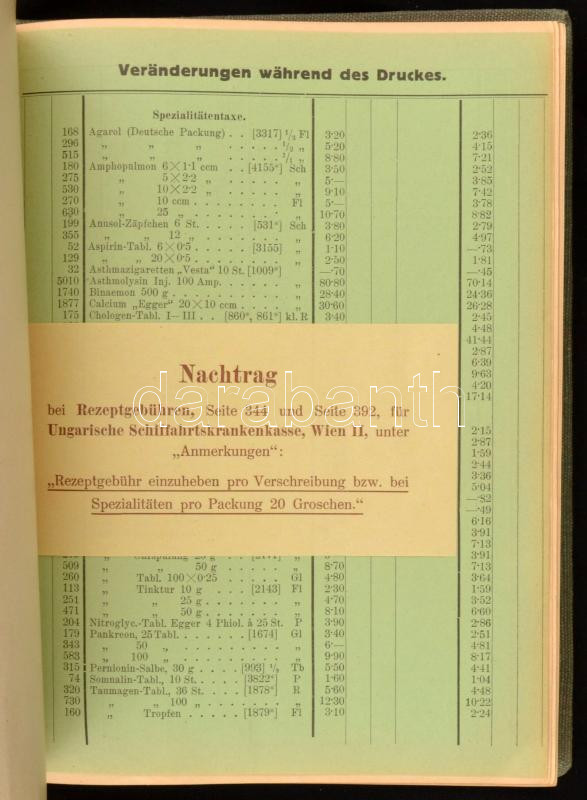 Veränderungen während des Druckes.
Spezialitätentaxe.
168 Agarol (Deutsche Packung) . . [3317] 1/3 Fl 3·20 2·36
296 „ „ „ . . . . . 1/2 „ 5·20 4·15
515 „ „ „ . . . . . 1/1 „ 8·80 7·21
180 Amphopulmon 6×1·1 ccm . . [4155*] Sch 3·50 2·52
275 „ 5×2·2 „ . . . . . „ 5·— 3·85
530 „ 10×2·2 „ . . . . . „ 9·10 7·42
270 „ 10 ccm . . . . . . . Fl 5·— 3·78
630 „ 25 „ . . . . . . . . „ 10·70 8·82
199 Anusol-Zäpfchen 6 St. . . . [531*] Sch 3·80 2·79
355 „ „ 12 „ . . . . . . „ 6·20 4·97
52 Aspirin-Tabl. 6×0·5 . . . . . [3155] „ 1·10 —·73
129 „ „ 20×0·5 . . . . . . „ 2·50 1·81
32 Asthmazigaretten „Vesta“ 10 St. [1009*] —·70 —·45
5010 Asthmolysin Inj. 100 Amp. . . . . . „ 80·80 70·14
1740 Binaemon 500 g . . . . . . . . . „ 28·40 24·36
1877 Calcium „Egger“ 20×10 ccm . . . . „ 30·60 26·28
175 Chologen-Tabl. I—III . . [860*, 861*] kl. R 3·40 2·45
4·48
41·44
2·87
6·39
9·63
4·20
17·14
2·15
2·87
1·59
2·44
3·36
5·04
—·82
—·49
6·16
3·91
7·13
Nachtrag
bei Rezeptgebühren, Seite 344 und Seite 392, für
Ungarische Schiffahrtskrankenkasse, Wien II, unter
„Anmerkungen“:
„Rezeptgebühr einzuheben pro Verschreibung bzw. bei
Spezialitäten pro Packung 20 Groschen.“
darabanth
3·91
509 „ „ 50 g . . . . . „ 8·70 7·13
260 „ Tabl. 100×0·25 . . . . . Gl 4·80 3·64
113 „ Tinktur 10 g . . . [2143] Fl 2·30 1·59
251 „ „ 25 g . . . . . . . „ 4·70 3·52
471 „ „ 50 g . . . . . . . „ 8·10 6·60
204 Nitroglyc.-Tabl. Egger 4 Phiol. à 25 St. P 3·90 2·86
179 Pankreon, 25 Tabl. . . . . . [1674] Gl 3·40 2·51
343 „ 50 „ . . . . . . . . . . „ 6·— 4·81
583 „ 100 „ . . . . . . . . . . „ 9·90 8·17
315 Pernionin-Salbe, 30 g . . . . [993] 1/2 Tb 5·50 4·41
74 Somnalin-Tabl., 10 St. . . . [3822*] P 1·60 1·04
320 Taumagen-Tabl., 36 St. . . . [1878*] R 5·60 4·48
730 „ „ 100 „ . . . . . . . „ 12·30 10·22
160 „ Tropfen . . . . . [1879*] Fl 3·10 2·24